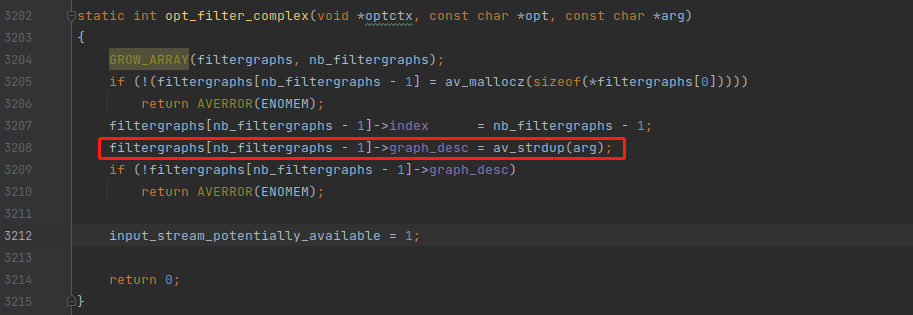 3202 static int opt_filter_complex(void *optctx, const char *opt, const char *arg)
3203 {
3204     GROW_ARRAY(filtergraphs, nb_filtergraphs);
3205     if (!(filtergraphs[nb_filtergraphs - 1] = av_mallocz(sizeof(*filtergraphs[0]))))
3206         return AVERROR(ENOMEM);
3207     filtergraphs[nb_filtergraphs - 1]->index      = nb_filtergraphs - 1;
3208     filtergraphs[nb_filtergraphs - 1]->graph_desc = av_strdup(arg);
3209     if (!filtergraphs[nb_filtergraphs - 1]->graph_desc)
3210         return AVERROR(ENOMEM);
3211
3212     input_stream_potentially_available = 1;
3213
3214     return 0;
3215 }